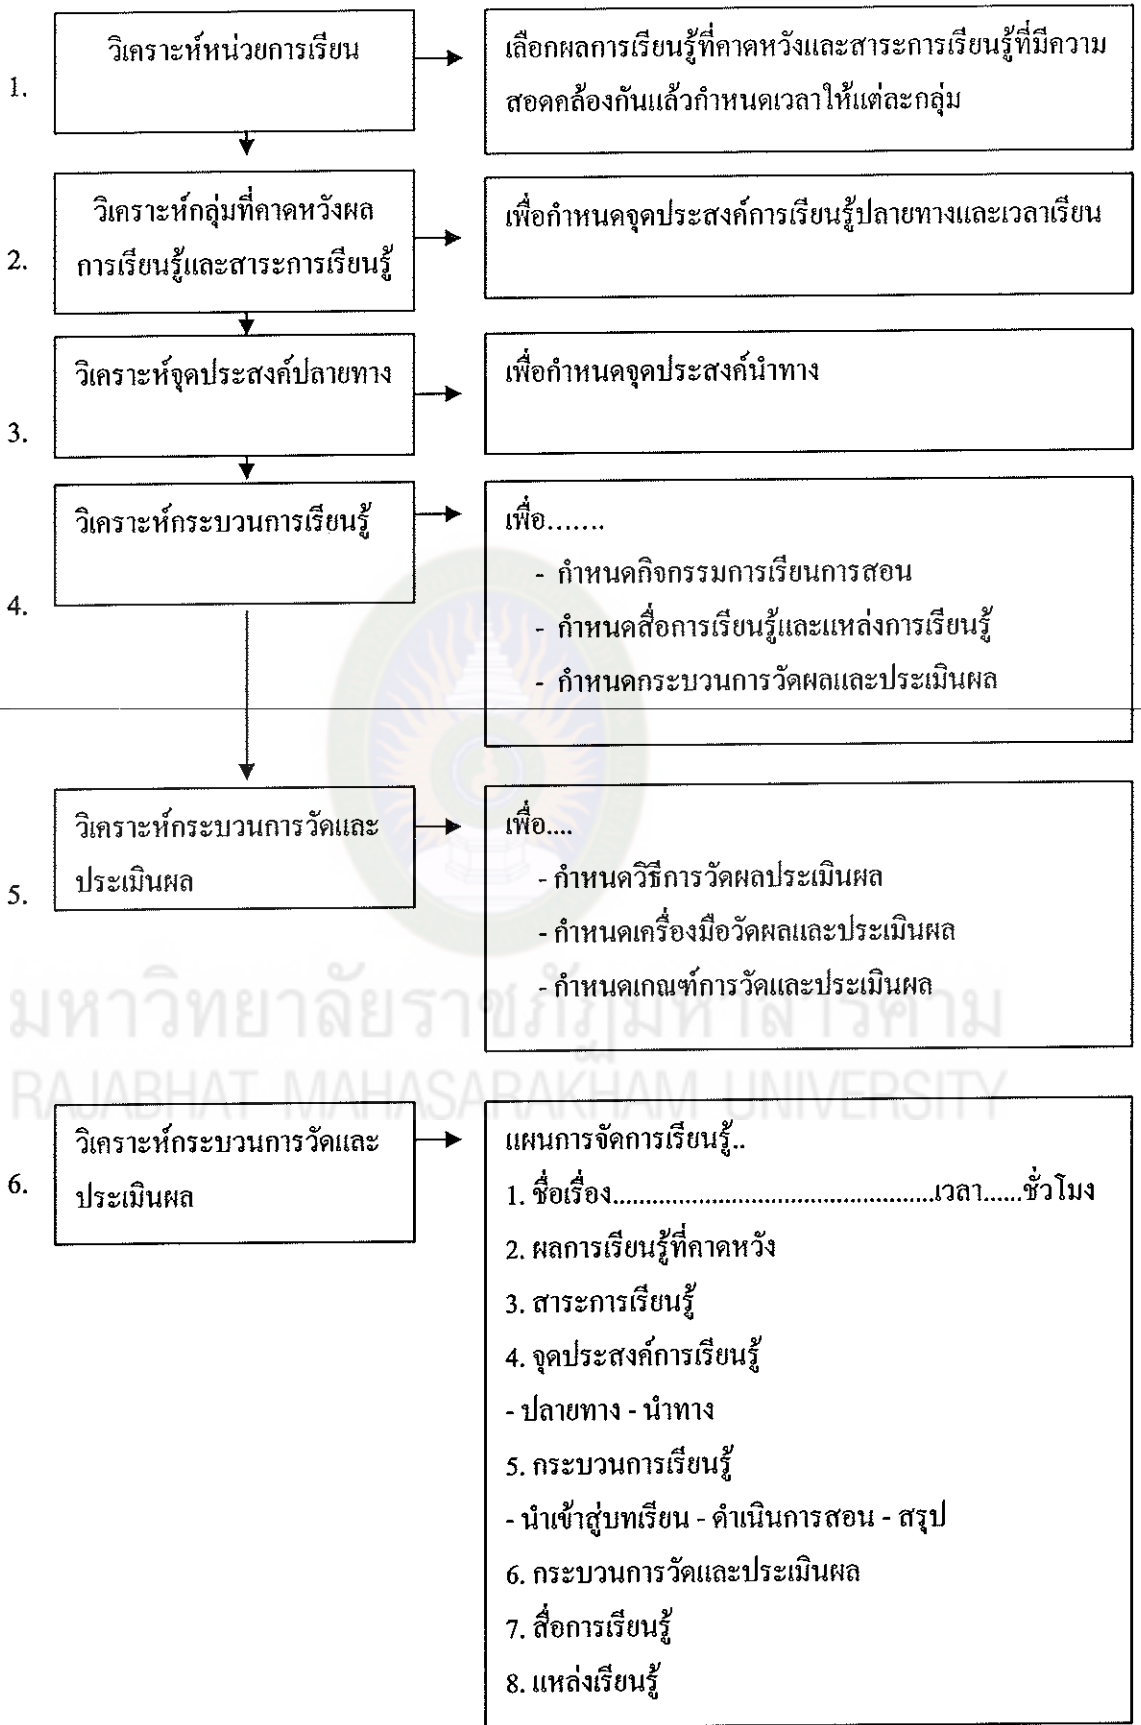 1.
วิเคราะห์หน่วยการเรียน
เลือกผลการเรียนรู้ที่คาดหวังและสาระการเรียนรู้ที่มีความ
สอดคล้องกันแล้วกำหนดเวลาให้แต่ละกลุ่ม
2.
วิเคราะห์กลุ่มที่คาดหวังผล
การเรียนรู้และสาระการเรียนรู้
เพื่อกำหนดจุดประสงค์การเรียนรู้ปลายทางและเวลาเรียน
3.
วิเคราะห์จุดประสงค์ปลายทาง
เพื่อกำหนดจุดประสงค์นำทาง
4.
วิเคราะห์กระบวนการเรียนรู้
เพื่อ.......
- กำหนดกิจกรรมการเรียนการสอน
- กำหนดสื่อการเรียนรู้และแหล่งการเรียนรู้
- กำหนดกระบวนการวัดผลและประเมินผล
5.
วิเคราะห์กระบวนการวัดและ
ประเมินผล
เพื่อ....
- กำหนดวิธีการวัดผลประเมินผล
- กำหนดเครื่องมือวัดผลและประเมินผล
- กำหนดเกณฑ์การวัดและประเมินผล
มหาวิทยาลัยราชภัฏมหาสารคาม
RAJABHAT MAHASARAKHAM UNIVERSITY
6.
วิเคราะห์กระบวนการวัดและ
ประเมินผล
แผนการจัดการเรียนรู้..
1. ชื่อเรื่อง................................................เวลา......ชั่วโมง
2. ผลการเรียนรู้ที่คาดหวัง
3. สาระการเรียนรู้
4. จุดประสงค์การเรียนรู้
- ปลายทาง - นำทาง
5. กระบวนการเรียนรู้
- นำเข้าสู่บทเรียน - ดำเนินการสอน - สรุป
6. กระบวนการวัดและประเมินผล
7. สื่อการเรียนรู้
8. แหล่งเรียนรู้